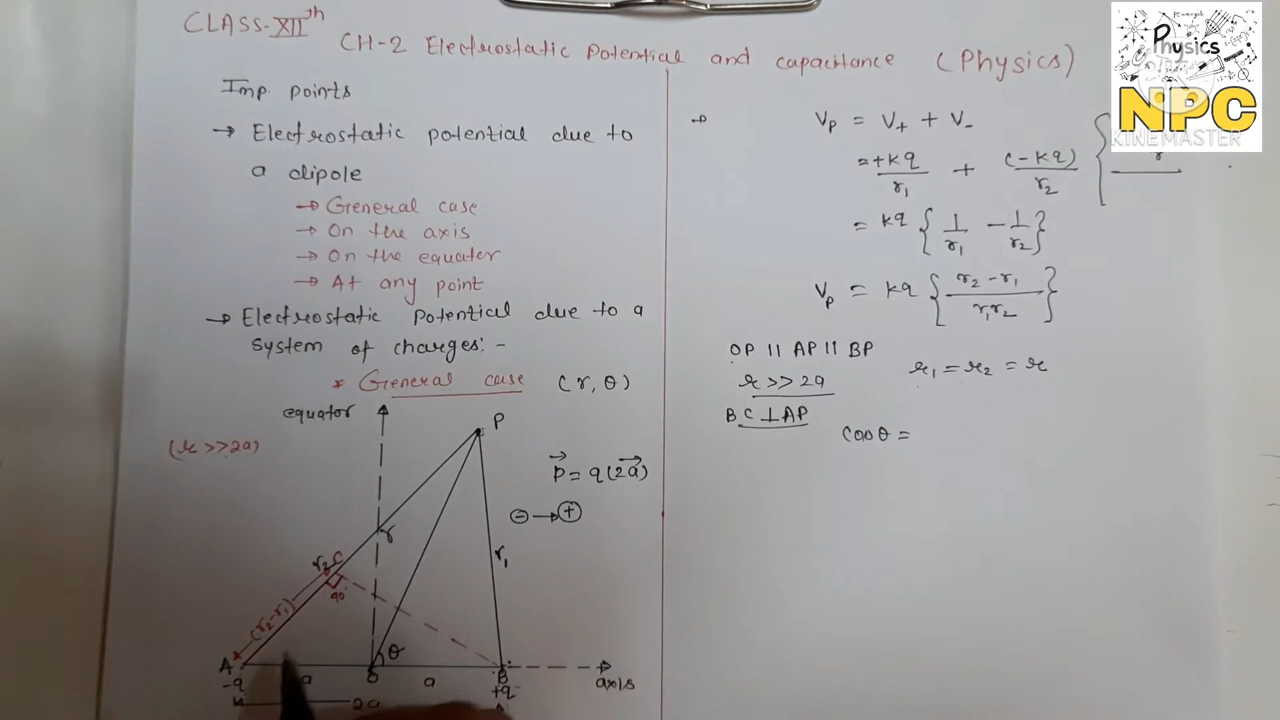 CLASS-XIIth
CH-2 Electrostatic Potential and capacitance (Physics)
Imp. points
→ Electrostatic potential due to
a dipole
→ General case
→ On the axis
→ On the equator
→ At any point
→ Electrostatic Potential due to a
System of charges:-
* General case (r, θ)
equator
(r >> 2a)
P
p = q(2a)
⊖ → ⊕
r
r₁
r₂ C
90°
(r₂-r₁)
θ
A
O
B
-q
a
a
+q
axis
2a
→ Vp = V+ + V-
= +kq/r₁ + (-kq)/r₂
= kq { 1/r₁ - 1/r₂ }
Vp = kq { r₂-r₁ / r₁r₂ }
OP || AP || BP
r₁ = r₂ = r
r >> 2a
BC ⊥ AP
cos θ =
Physics
NPC
KINEMASTER